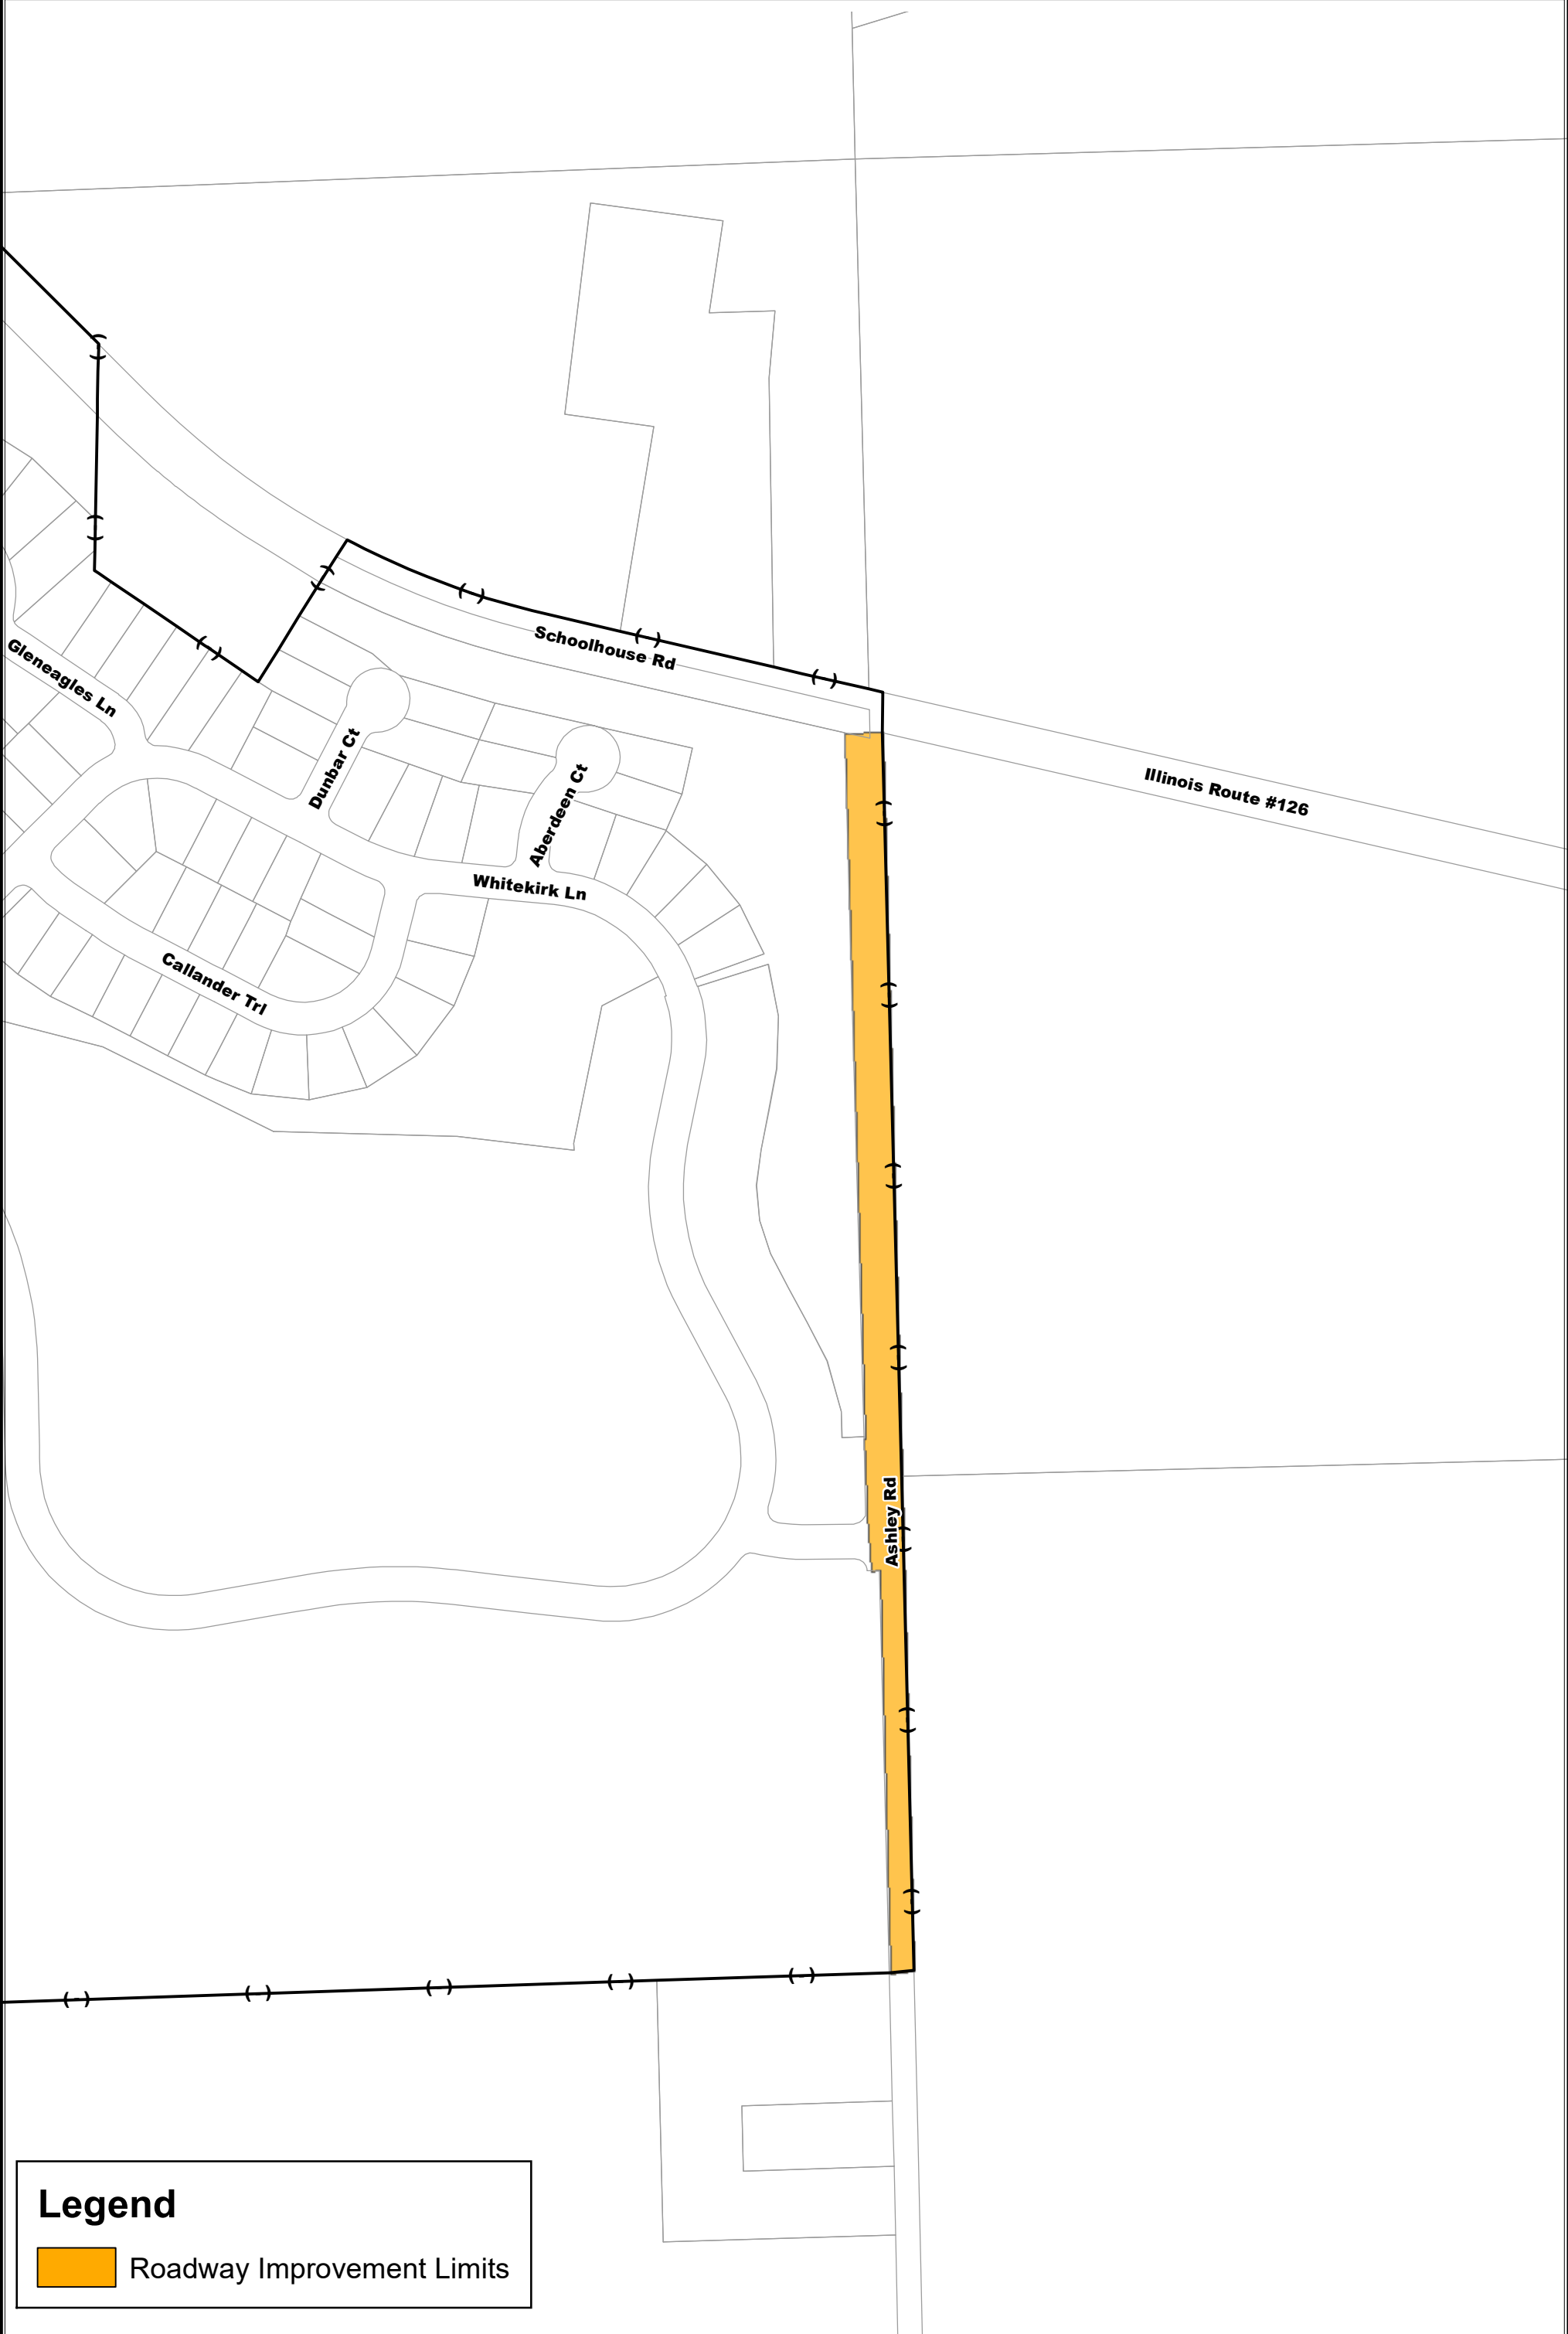 Schoolhouse Rd
Gleneagles Ln
Dunbar Ct
Aberdeen Ct
Illinois Route #126
Whitekirk Ln
Callander Trl
Ashley Rd
Legend
Roadway Improvement Limits